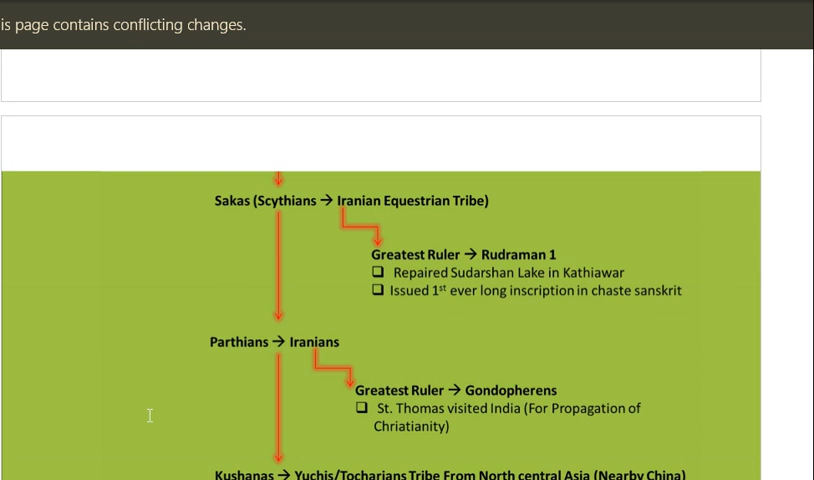 is page contains conflicting changes.
Sakas (Scythians → Iranian Equestrian Tribe)
Greatest Ruler → Rudraman 1
❑ Repaired Sudarshan Lake in Kathiawar
❑ Issued 1st ever long inscription in chaste sanskrit
Parthians → Iranians
Greatest Ruler → Gondopherens
❑ St. Thomas visited India (For Propagation of
Chriatianity)
Kushanas → Yuchis/Tocharians Tribe From North central Asia (Nearby China)